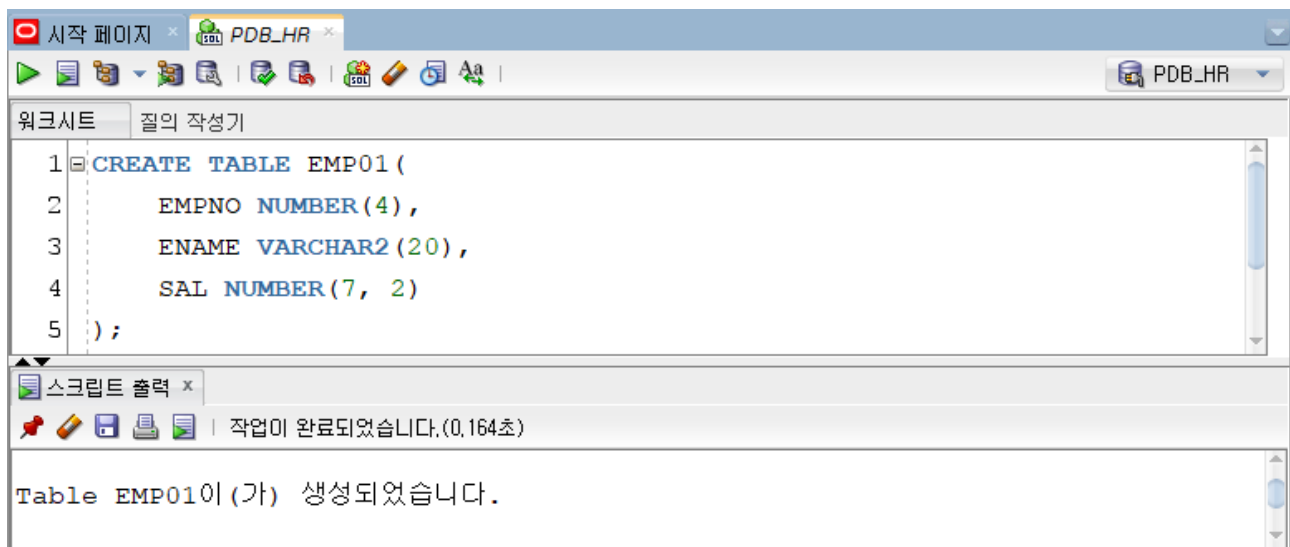 시작 페이지 PDB_HR
PDB_HR
워크시트 질의 작성기
1 CREATE TABLE EMP01(
2 EMPNO NUMBER(4),
3 ENAME VARCHAR2(20),
4 SAL NUMBER(7, 2)
5 );
스크립트 출력
작업이 완료되었습니다.(0,164초)
Table EMP01이(가) 생성되었습니다.